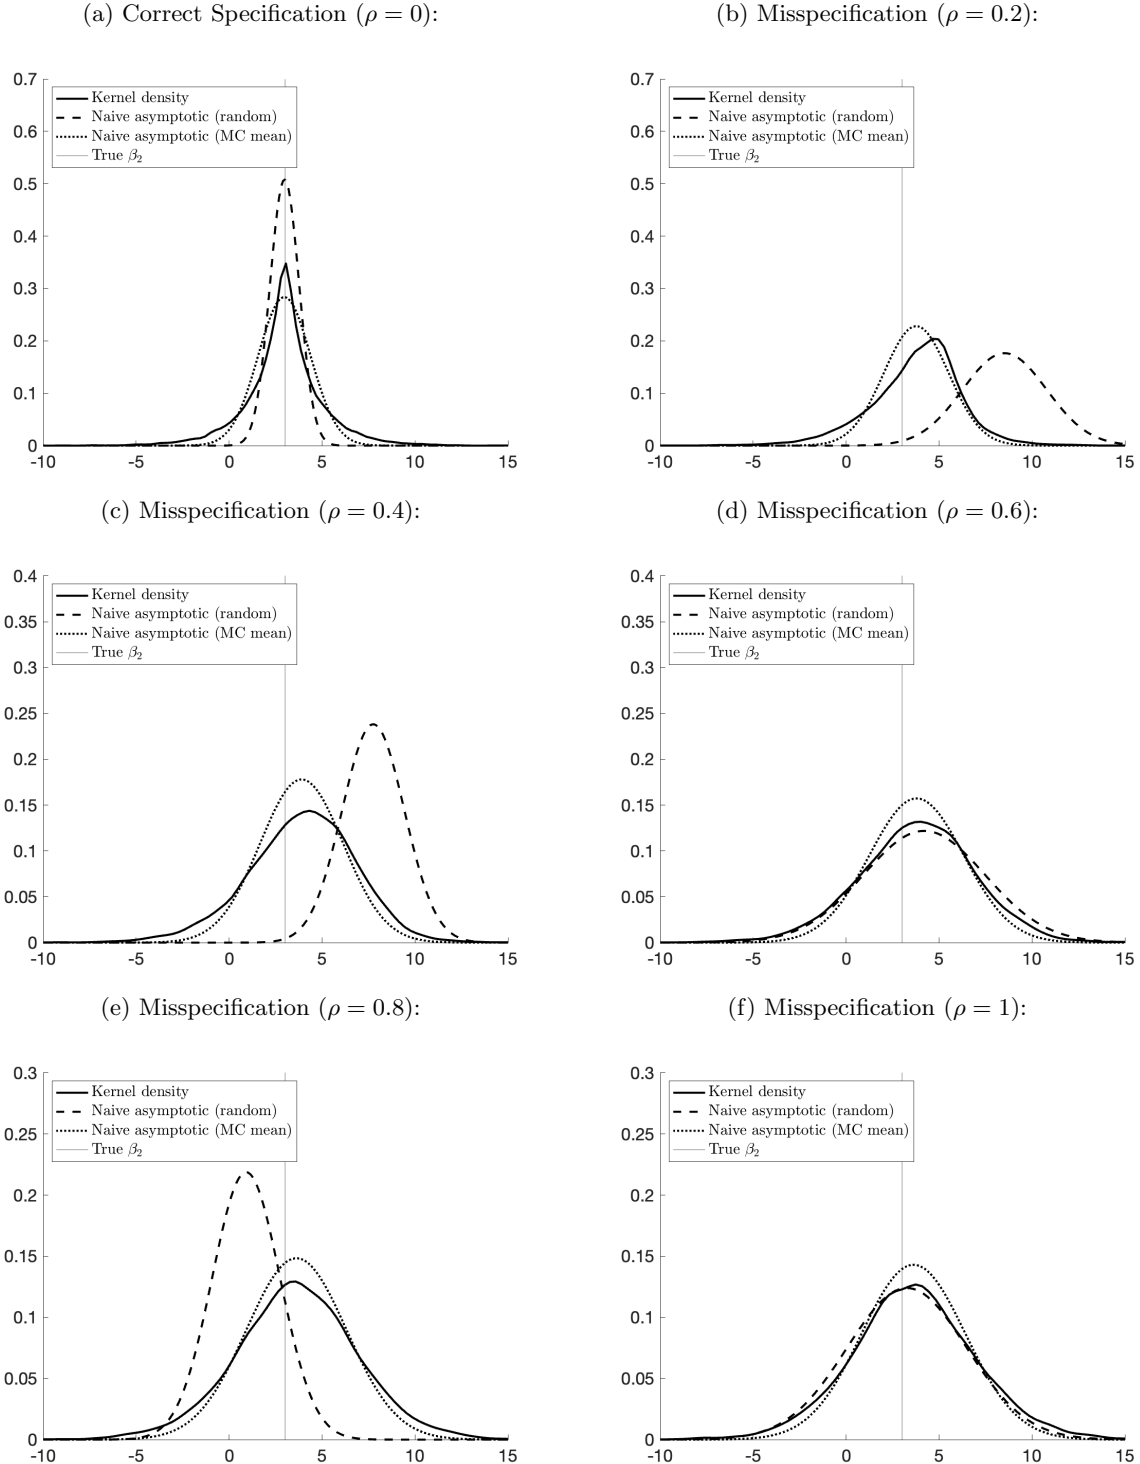 (a) Correct Specification (ρ = 0):
0.7
0.6
0.5
0.4
0.3
0.2
0.1
0
-10 -5 0 5 10 15
Kernel density
Naive asymptotic (random)
Naive asymptotic (MC mean)
True β₂
(b) Misspecification (ρ = 0.2):
0.7
0.6
0.5
0.4
0.3
0.2
0.1
0
-10 -5 0 5 10 15
Kernel density
Naive asymptotic (random)
Naive asymptotic (MC mean)
True β₂
(c) Misspecification (ρ = 0.4):
0.4
0.35
0.3
0.25
0.2
0.15
0.1
0.05
0
-10 -5 0 5 10 15
Kernel density
Naive asymptotic (random)
Naive asymptotic (MC mean)
True β₂
(d) Misspecification (ρ = 0.6):
0.4
0.35
0.3
0.25
0.2
0.15
0.1
0.05
0
-10 -5 0 5 10 15
Kernel density
Naive asymptotic (random)
Naive asymptotic (MC mean)
True β₂
(e) Misspecification (ρ = 0.8):
0.3
0.25
0.2
0.15
0.1
0.05
0
-10 -5 0 5 10 15
Kernel density
Naive asymptotic (random)
Naive asymptotic (MC mean)
True β₂
(f) Misspecification (ρ = 1):
0.3
0.25
0.2
0.15
0.1
0.05
0
-10 -5 0 5 10 15
Kernel density
Naive asymptotic (random)
Naive asymptotic (MC mean)
True β₂